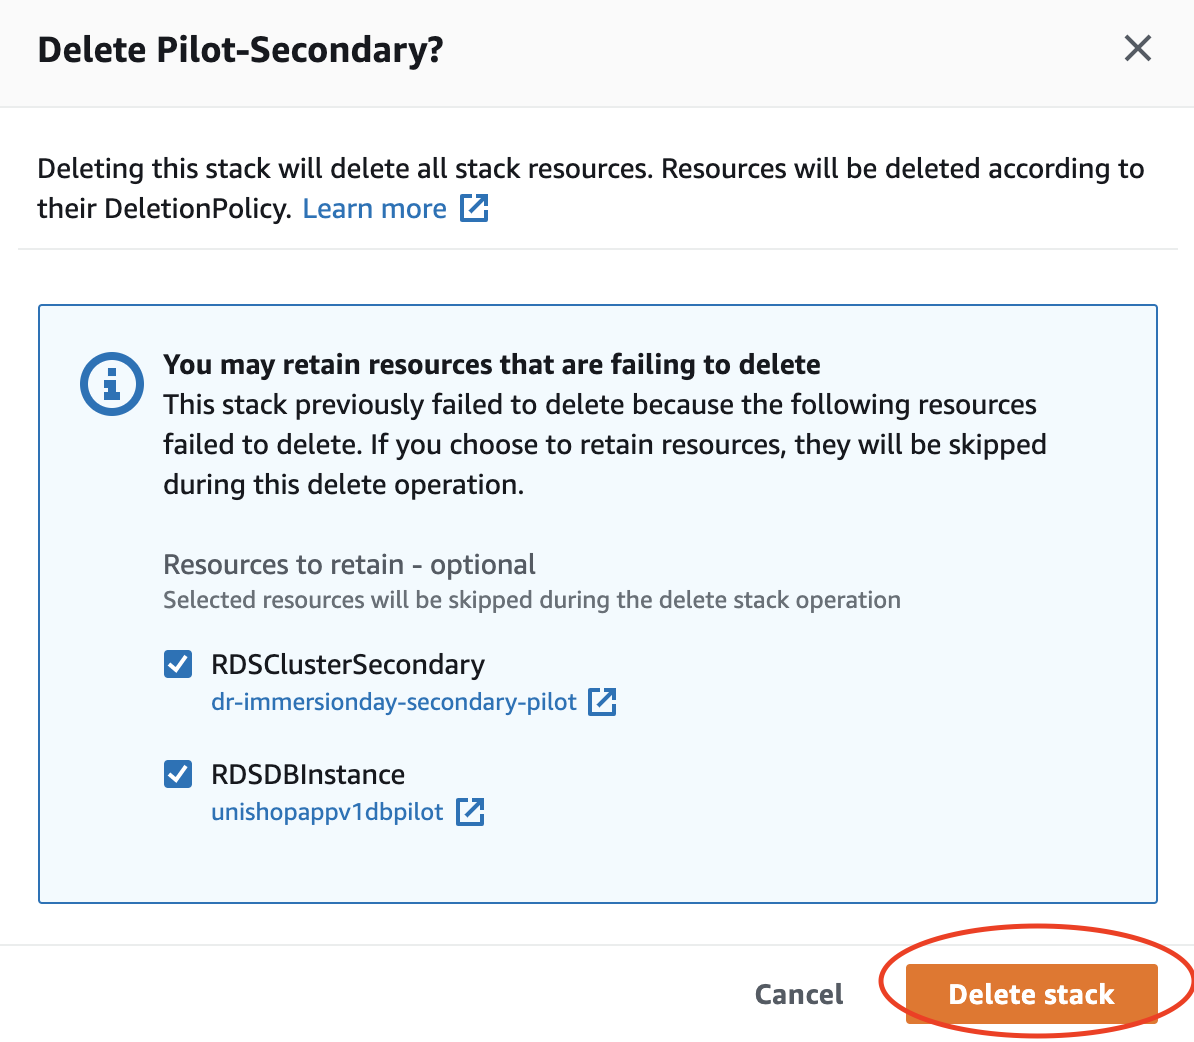 Delete Pilot-Secondary?
Deleting this stack will delete all stack resources. Resources will be deleted according to
their DeletionPolicy. Learn more
You may retain resources that are failing to delete
This stack previously failed to delete because the following resources
failed to delete. If you choose to retain resources, they will be skipped
during this delete operation.
Resources to retain - optional
Selected resources will be skipped during the delete stack operation
RDSClusterSecondary
dr-immersionday-secondary-pilot
RDSDBInstance
unishopappv1dbpilot
Cancel
Delete stack